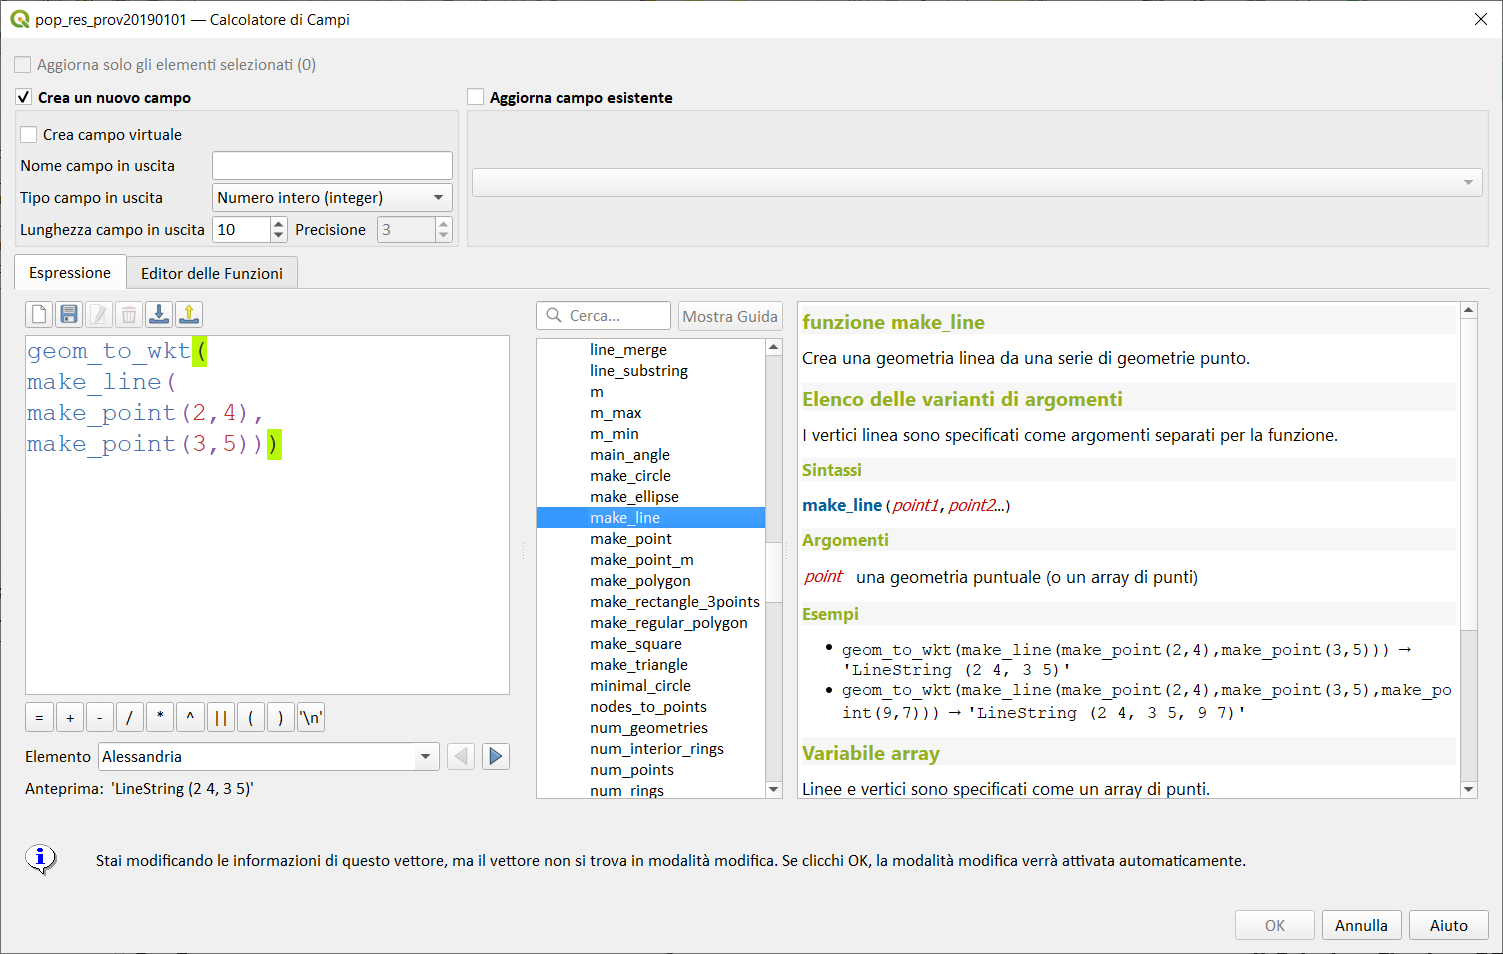 pop_res_prov20190101 — Calcolatore di Campi
Aggiorna solo gli elementi selezionati (0)
Crea un nuovo campo
Aggiorna campo esistente
Crea campo virtuale
Nome campo in uscita
Tipo campo in uscita Numero intero (integer)
Lunghezza campo in uscita 10 Precisione 3
Espressione Editor delle Funzioni
Cerca... Mostra Guida
geom_to_wkt(
make_line(
make_point(2,4),
make_point(3,5)))
= + - / * ^ || ( ) '\n'
Elemento Alessandria
Anteprima: 'LineString (2 4, 3 5)'
line_merge
line_substring
m
m_max
m_min
main_angle
make_circle
make_ellipse
make_line
make_point
make_point_m
make_polygon
make_rectangle_3points
make_regular_polygon
make_square
make_triangle
minimal_circle
nodes_to_points
num_geometries
num_interior_rings
num_points
num_rings
funzione make_line
Crea una geometria linea da una serie di geometrie punto.
Elenco delle varianti di argomenti
I vertici linea sono specificati come argomenti separati per la funzione.
Sintassi
make_line(point1, point2...)
Argomenti
point una geometria puntuale (o un array di punti)
Esempi
• geom_to_wkt(make_line(make_point(2,4),make_point(3,5))) →
'LineString (2 4, 3 5)'
• geom_to_wkt(make_line(make_point(2,4),make_point(3,5),make_po
int(9,7))) → 'LineString (2 4, 3 5, 9 7)'
Variabile array
Linee e vertici sono specificati come un array di punti.
Stai modificando le informazioni di questo vettore, ma il vettore non si trova in modalità modifica. Se clicchi OK, la modalità modifica verrà attivata automaticamente.
OK Annulla Aiuto